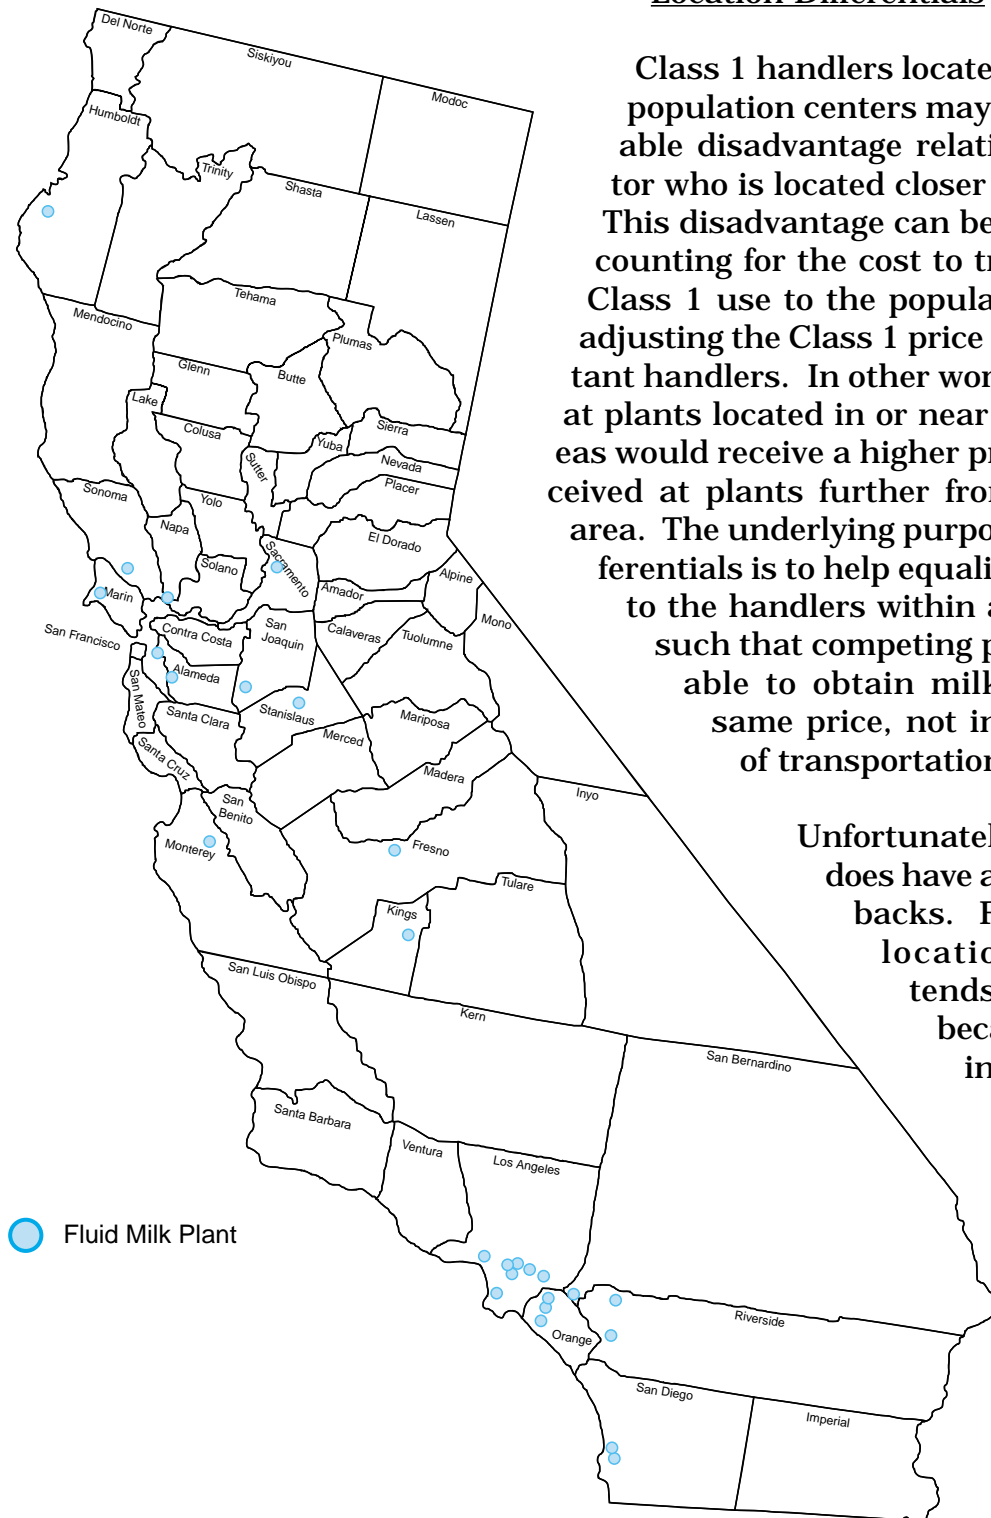 Location Differentials
Class 1 handlers locate
population centers may
able disadvantage relati
tor who is located closer
This disadvantage can be
counting for the cost to tr
Class 1 use to the popula
adjusting the Class 1 price
tant handlers. In other wor
at plants located in or near
eas would receive a higher pr
ceived at plants further fro
area. The underlying purpo
ferentials is to help equali
to the handlers within a
such that competing p
able to obtain milk
same price, not in
of transportation
Unfortunatel
does have a
backs. F
locatio
tends
beca
in
Del Norte
Siskiyou
Modoc
Humboldt
Trinity
Shasta
Lassen
Tehama
Mendocino
Plumas
Glenn
Butte
Lake
Colusa
Sierra
Yuba
Sutter
Nevada
Placer
Sonoma
Yolo
Napa
El Dorado
Sacramento
Solano
Alpine
Marin
Amador
Mono
San Francisco
Contra Costa
San
Joaquin
Calaveras
Tuolumne
Alameda
San Mateo
Santa Clara
Stanislaus
Mariposa
Merced
Santa Cruz
Madera
Inyo
San
Benito
Monterey
Fresno
Tulare
Kings
San Luis Obispo
Kern
San Bernardino
Santa Barbara
Ventura
Los Angeles
Fluid Milk Plant
Riverside
Orange
San Diego
Imperial